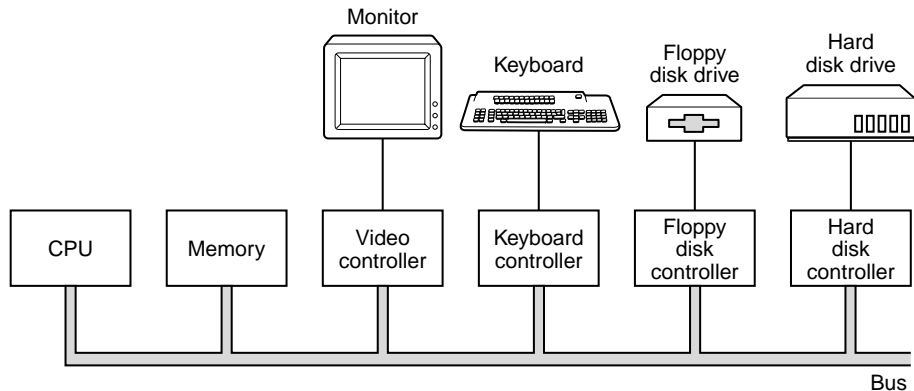 Monitor
Keyboard
Floppy
disk drive
Hard
disk drive
CPU
Memory
Video
controller
Keyboard
controller
Floppy
disk
controller
Hard
disk
controller
Bus